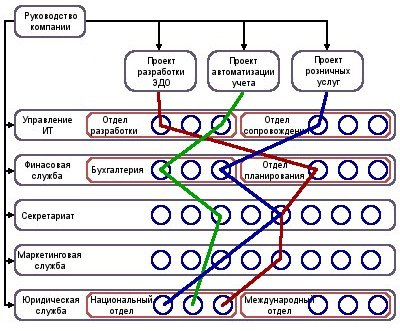 Руководство
компании
Проект
разработки
ЭДО
Проект
автоматизации
учета
Проект
розничных
услуг
Управление
ИТ
Отдел
разработки
Отдел
сопровождения
Финасовая
служба
Бухгалтерия
Отдел
планирования
Секретариат
Маркетинговая
служба
Юридическая
служба
Национальный
отдел
Международный
отдел